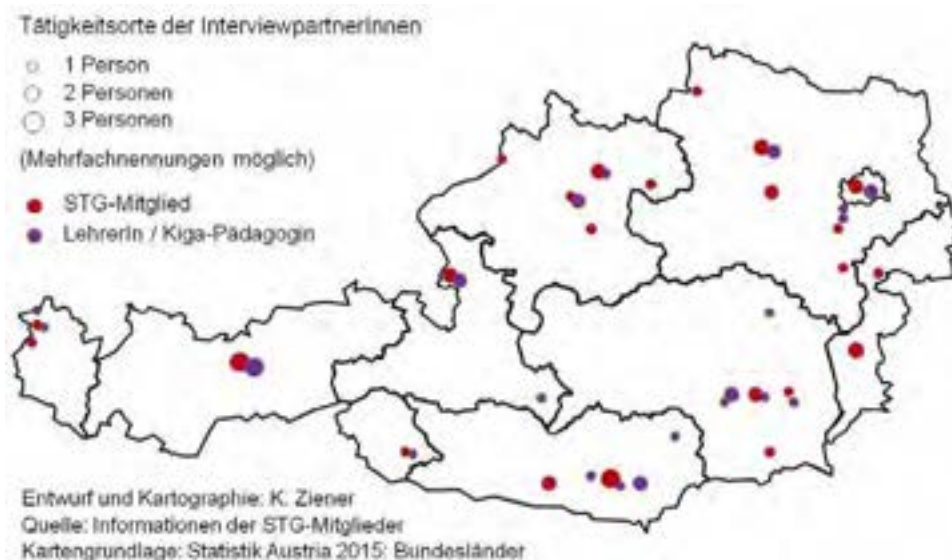 Tätigkeitsorte der InterviewpartnerInnen
1 Person
2 Personen
3 Personen
(Mehrfachnennungen möglich)
STG-Mitglied
LehrerIn / Kiga-Pädagogin
Entwurf und Kartographie: K. Ziener
Quelle: Informationen der STG-Mitglieder
Kartengrundlage: Statistik Austria 2015: Bundesländer